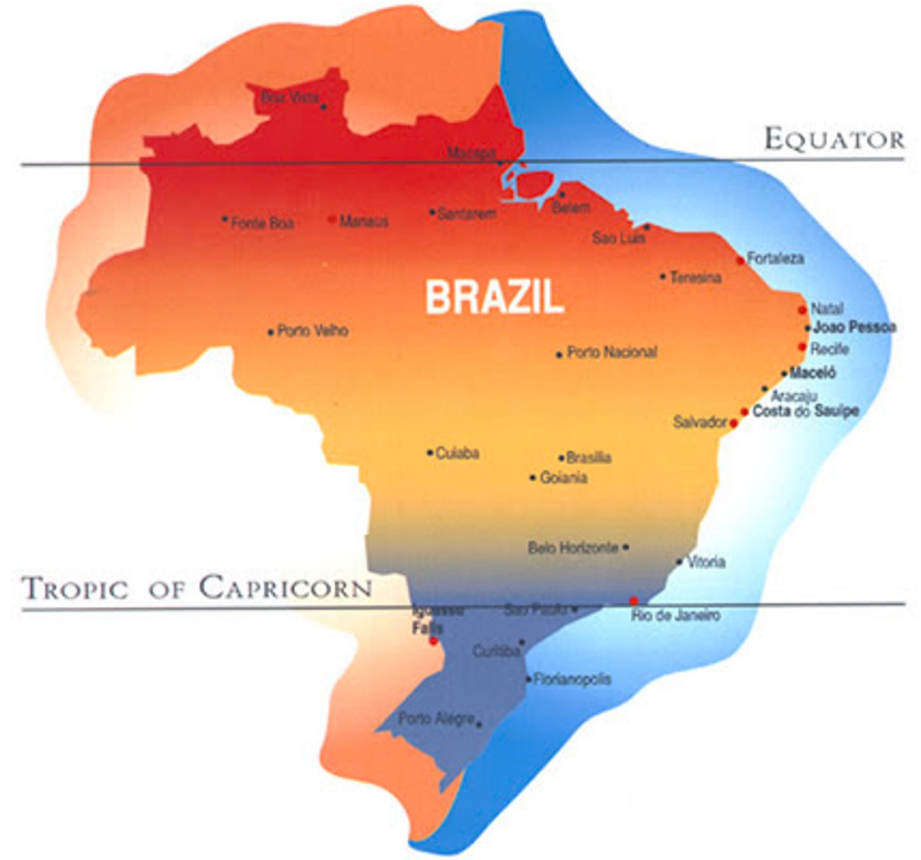 Boa Vista
EQUATOR
Macapa
Fonte Boa
Manaus
Santarem
Belem
Sao Luis
Fortaleza
Teresina
BRAZIL
Natal
Joao Pessoa
Porto Velho
Recife
Porto Nacional
Maceió
Aracaju
Costa do Sauipe
Salvador
Cuiaba
Brasilia
Goiania
Belo Horizonte
Vitoria
TROPIC OF CAPRICORN
Iguassu
Falls
Sao Paulo
Rio de Janeiro
Curitiba
Florianopolis
Porto Alegre